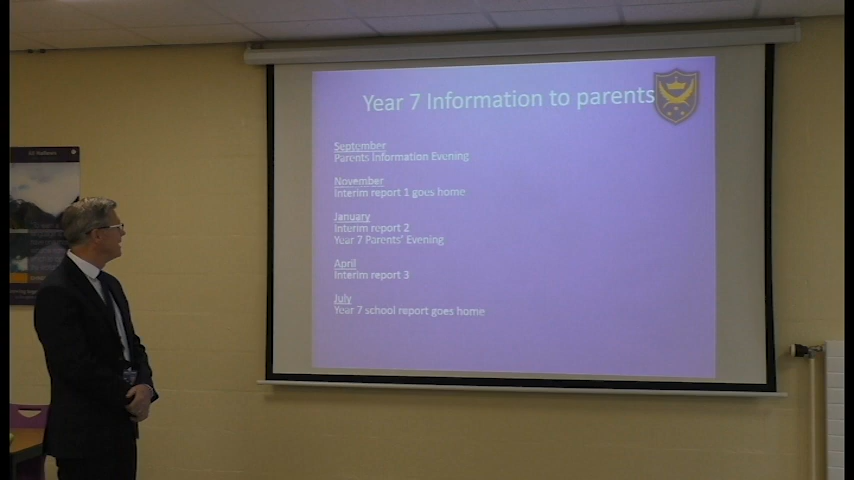 Year 7 Information to parents
September
Parents Information Evening
November
Interim report 1 goes home
January
Interim report 2
Year 7 Parents' Evening
April
Interim report 3
July
Year 7 school report goes home